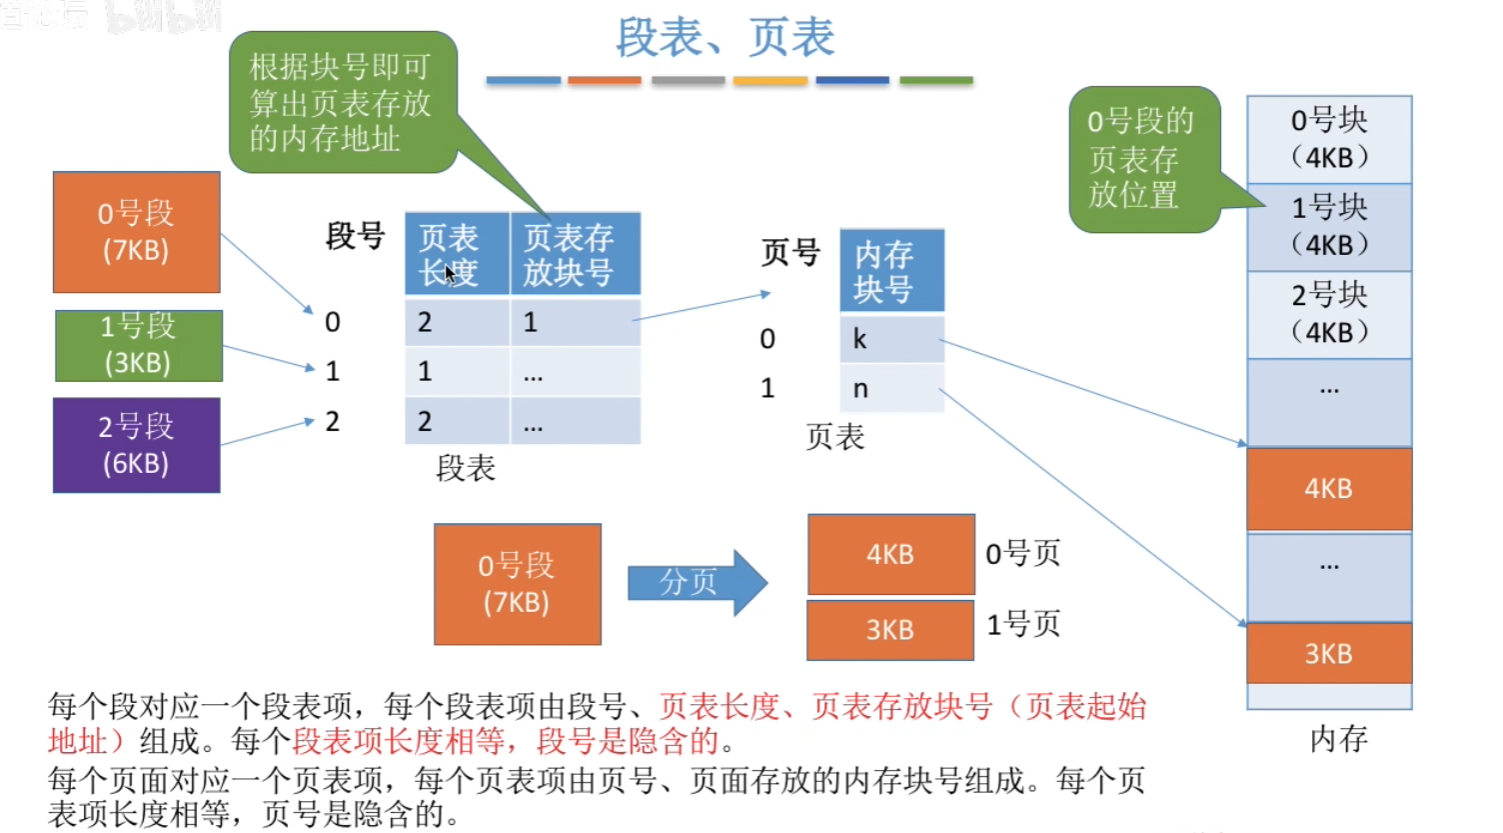 bilibili
段表、页表
根据块号即可
算出页表存放
的内存地址
0号段的
页表存
放位置
0号段
(7KB)
1号段
(3KB)
2号段
(6KB)
段号
页表
长度
页表存
放块号
0
2
1
1
1
...
2
2
...
段表
页号
内存
块号
0
k
1
n
页表
0号块
（4KB）
1号块
（4KB）
2号块
（4KB）
...
4KB
...
3KB
内存
0号段
(7KB)
分页
4KB
0号页
3KB
1号页
每个段对应一个段表项，每个段表项由段号、页表长度、页表存放块号（页表起始
地址）组成。每个段表项长度相等，段号是隐含的。
每个页面对应一个页表项，每个页表项由页号、页面存放的内存块号组成。每个页
表项长度相等，页号是隐含的。